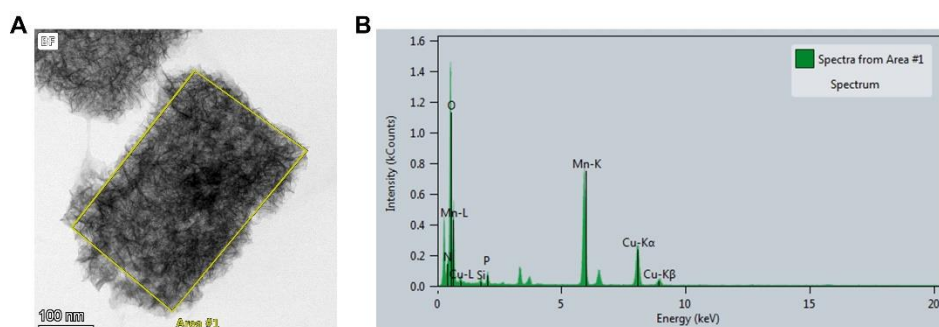 A
BF
100 nm
Area #1
B
Intensity (kCounts)
1.6
1.4
1.2
1.0
0.8
0.6
0.4
0.2
0.0
O
Mn-L
N
Cu-L
Si
P
Mn-K
Cu-Kα
Cu-Kβ
Spectra from Area #1
Spectrum
0
5
10
15
20
Energy (keV)